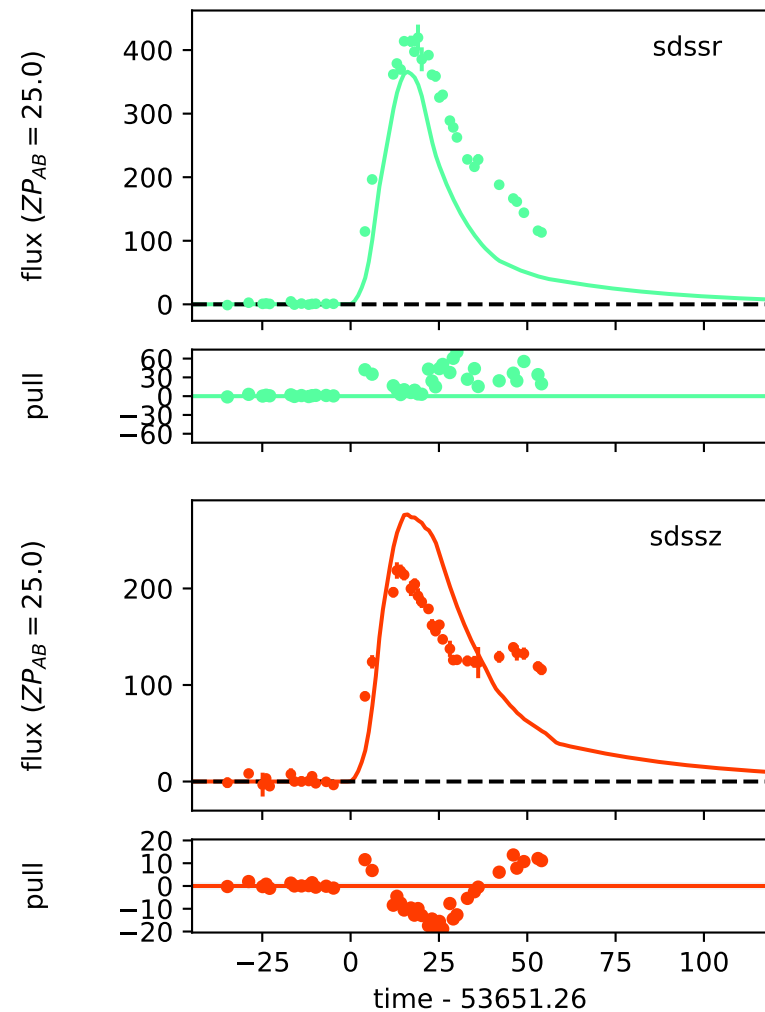 sdssr
flux (ZP_AB = 25.0)
400
300
200
100
0
pull
60
30
0
−30
−60
sdssz
flux (ZP_AB = 25.0)
200
100
0
pull
20
10
0
−10
−20
−25 0 25 50 75 100
time - 53651.26